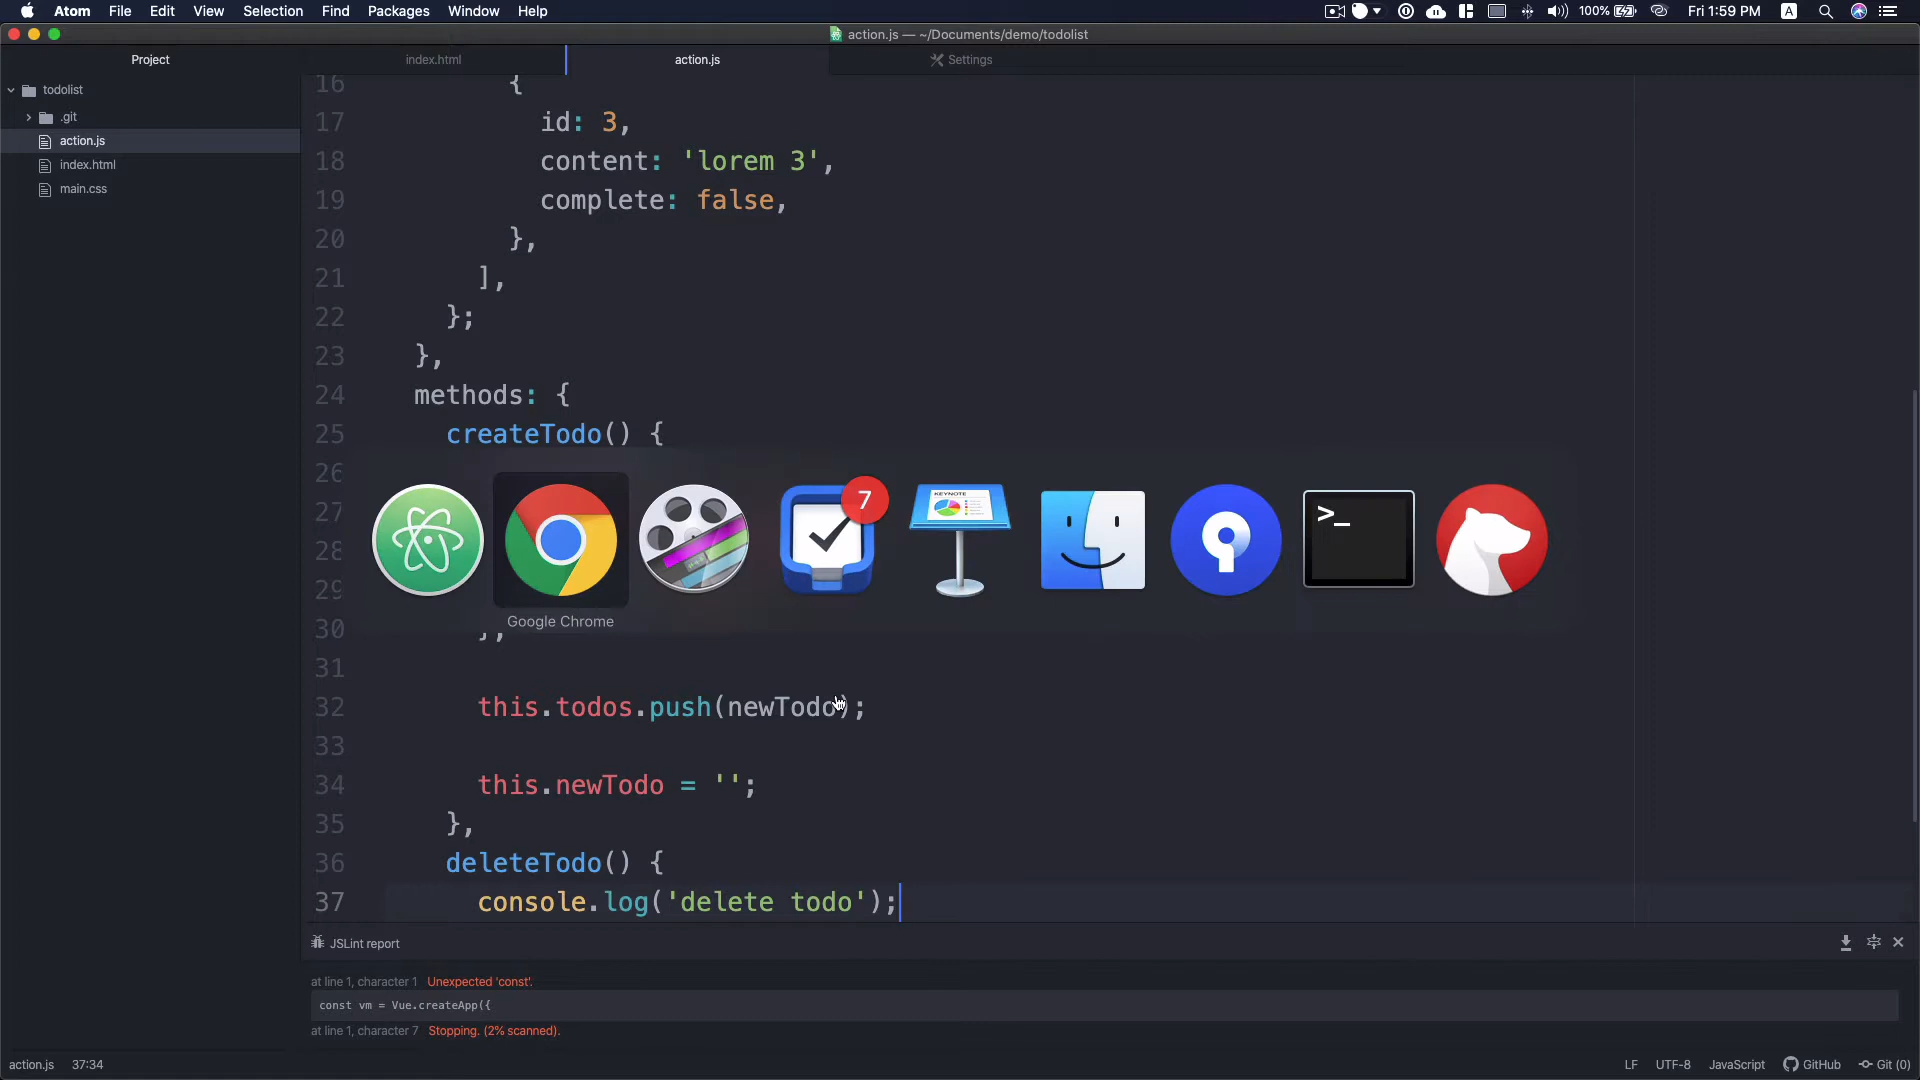 Atom File Edit View Selection Find Packages Window Help
100% Fri 1:59 PM A
action.js — ~/Documents/demo/todolist
Project
index.html
action.js
Settings
todolist
.git
action.js
index.html
main.css
16 {
17 id: 3,
18 content: 'lorem 3',
19 complete: false,
20 },
21 ],
22 };
23 },
24 methods: {
25 createTodo() {
26
27
28
29
30 },
31
32 this.todos.push(newTodo);
33
34 this.newTodo = '';
35 },
36 deleteTodo() {
37 console.log('delete todo');
7
KEYNOTE
>_
Google Chrome
JSLint report
at line 1, character 1 Unexpected 'const'.
const vm = Vue.createApp({
at line 1, character 7 Stopping. (2% scanned).
action.js 37:34
LF UTF-8 JavaScript GitHub Git (0)